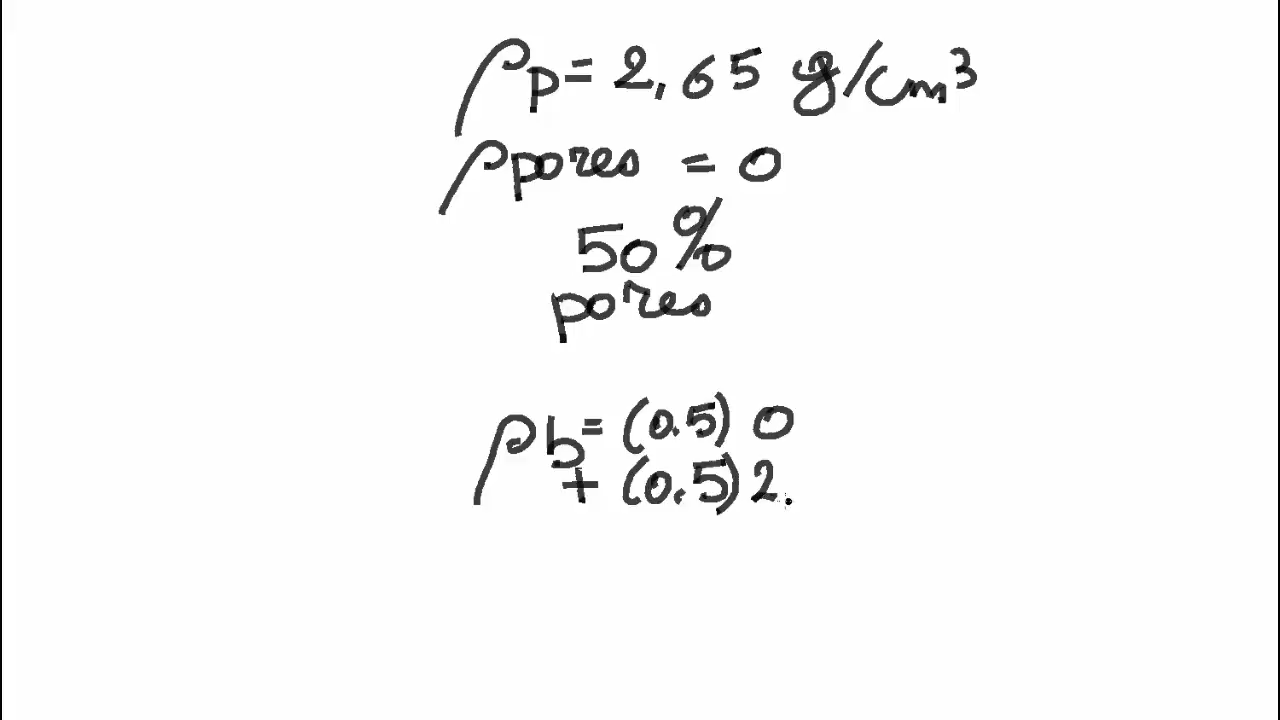 ρp = 2,65 g/cm³
ρpores = 0
50%
pores
ρb = (0.5) 0
+ (0.5) 2.